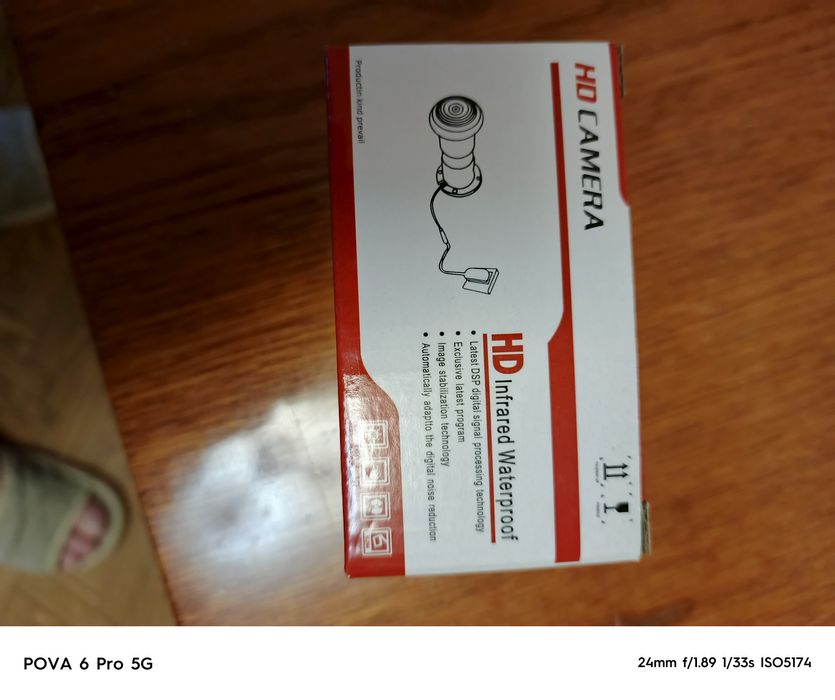 HD CAMERA
HD Infrared Waterproof
• Latest DSP digital signal processing technology
• Exclusive latest program
• Image stabilization technology
• Automatically adaptto the digital noise reduction
Productin kind prevail
POVA 6 Pro 5G
24mm f/1.89 1/33s ISO5174